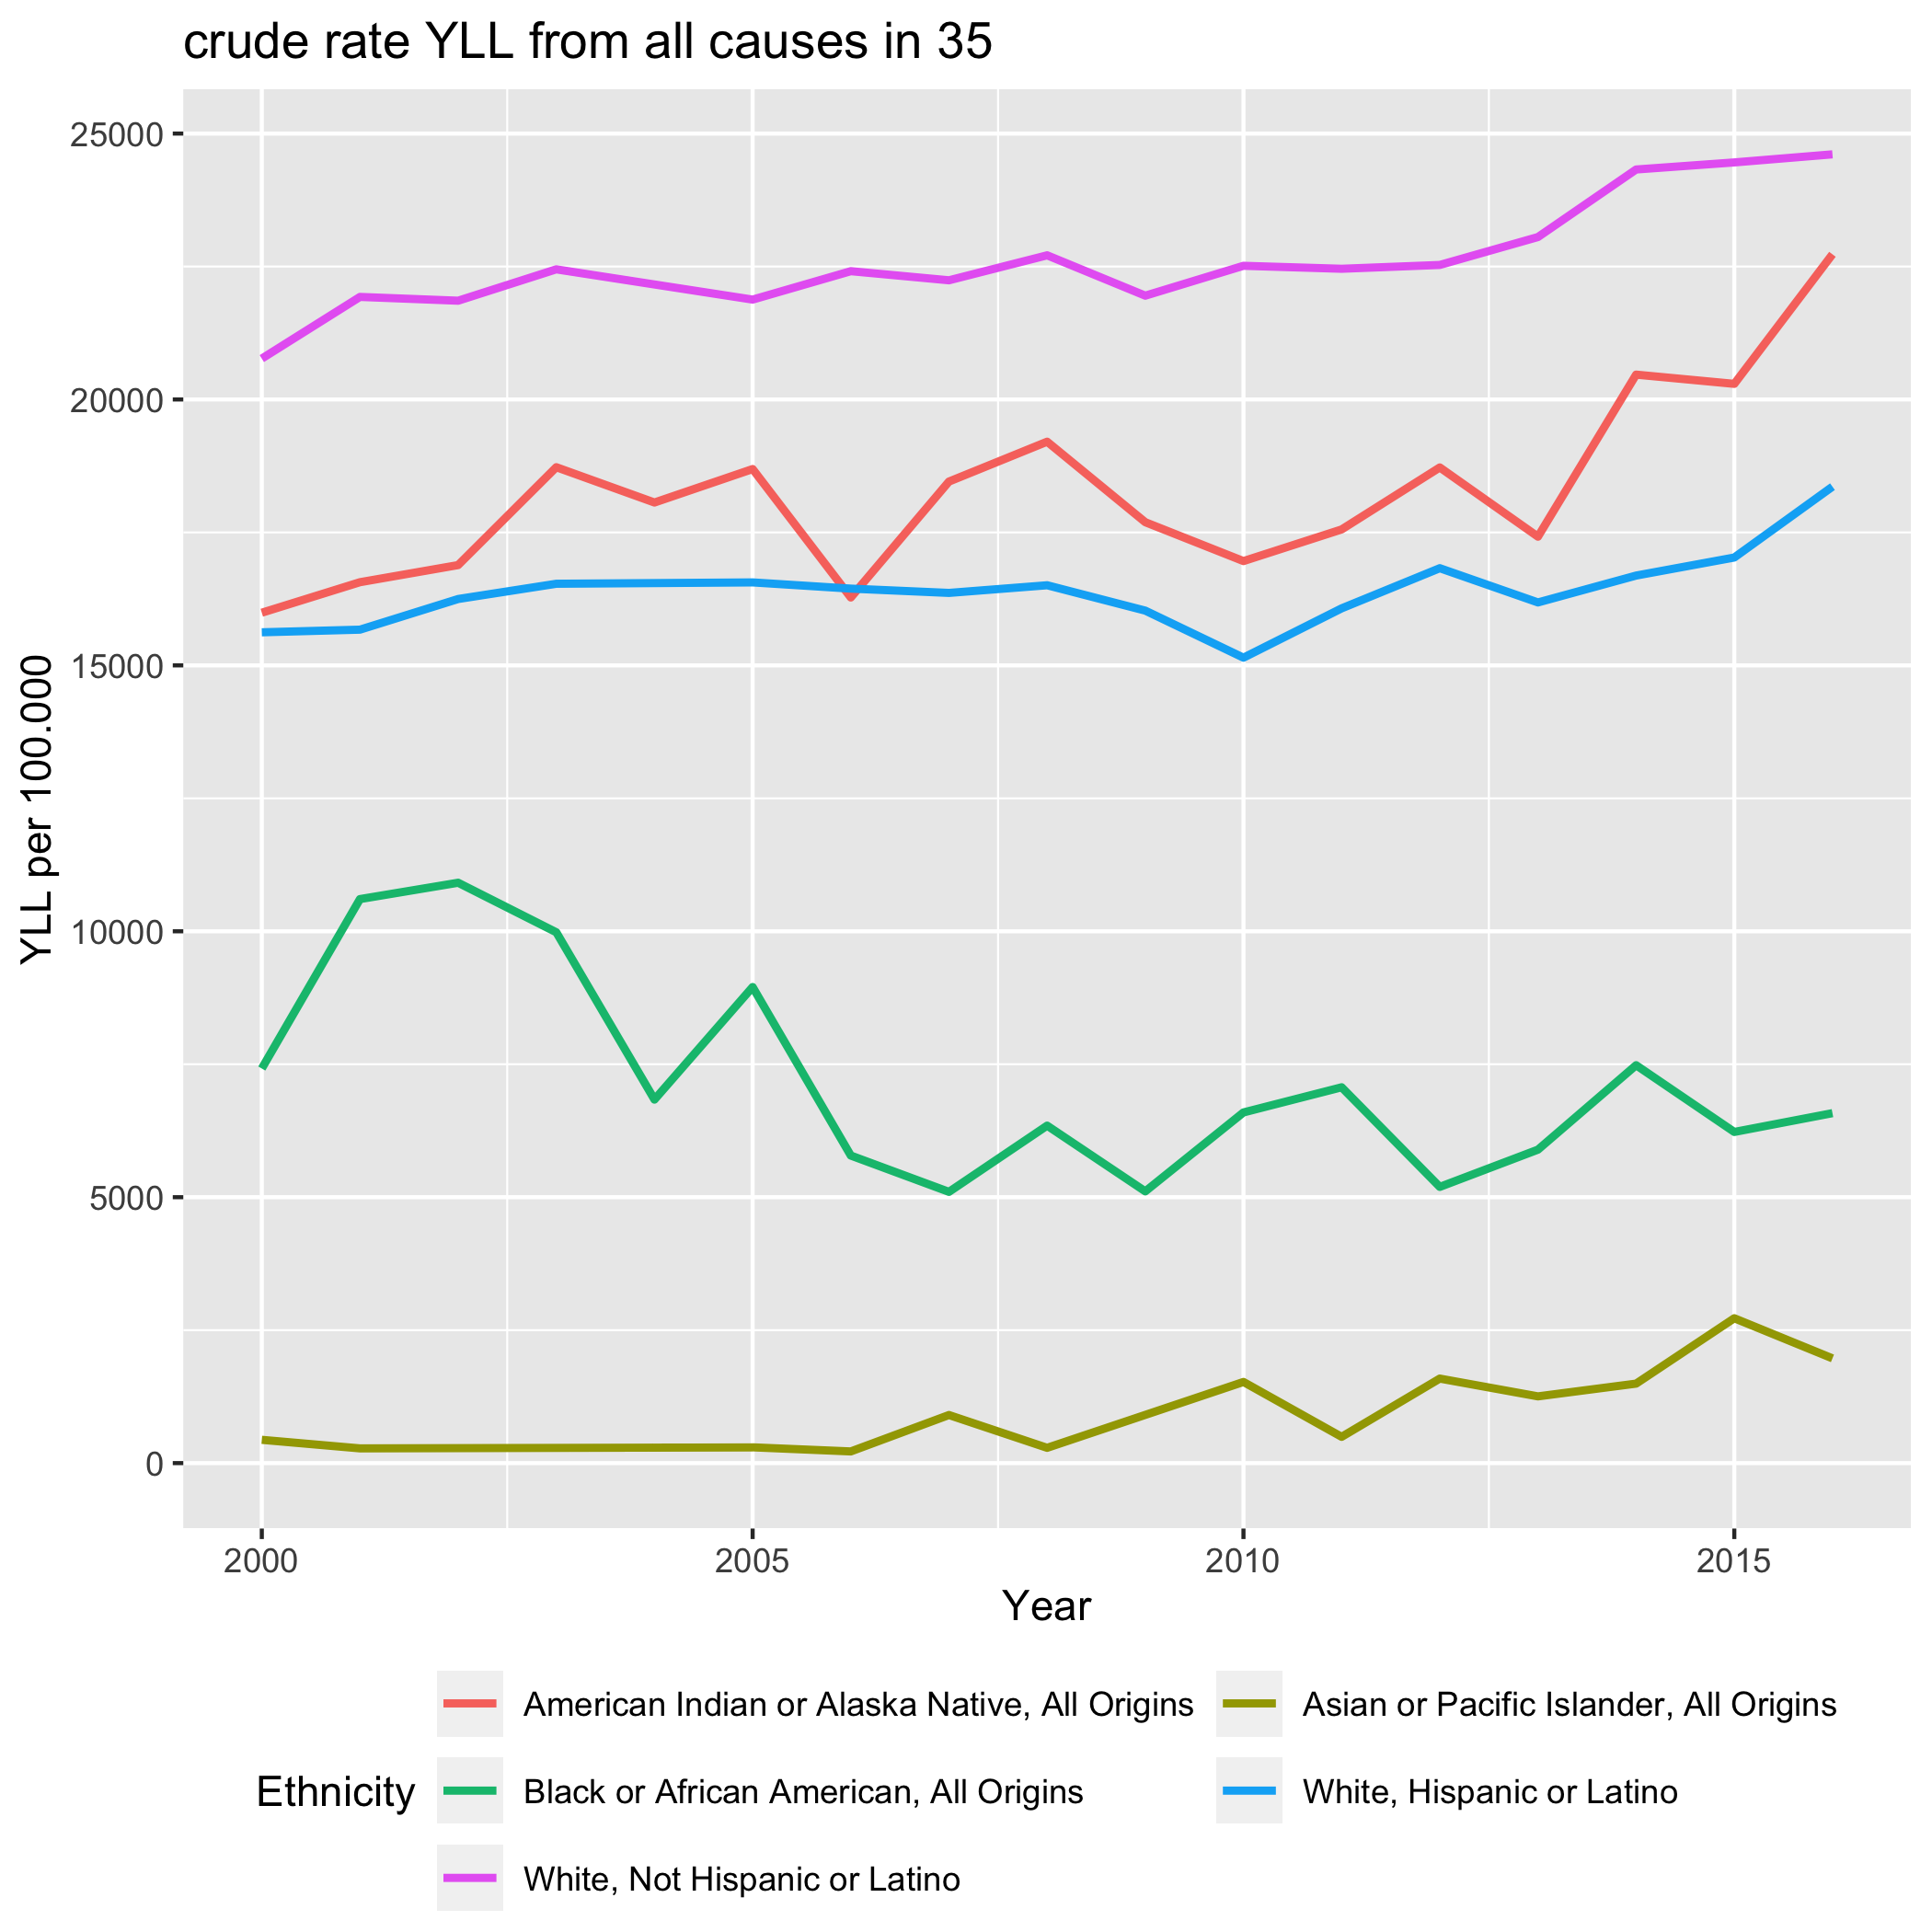 crude rate YLL from all causes in 35
YLL per 100.000
25000
20000
15000
10000
5000
0
2000 2005 2010 2015
Year
Ethnicity
American Indian or Alaska Native, All Origins
Asian or Pacific Islander, All Origins
Black or African American, All Origins
White, Hispanic or Latino
White, Not Hispanic or Latino